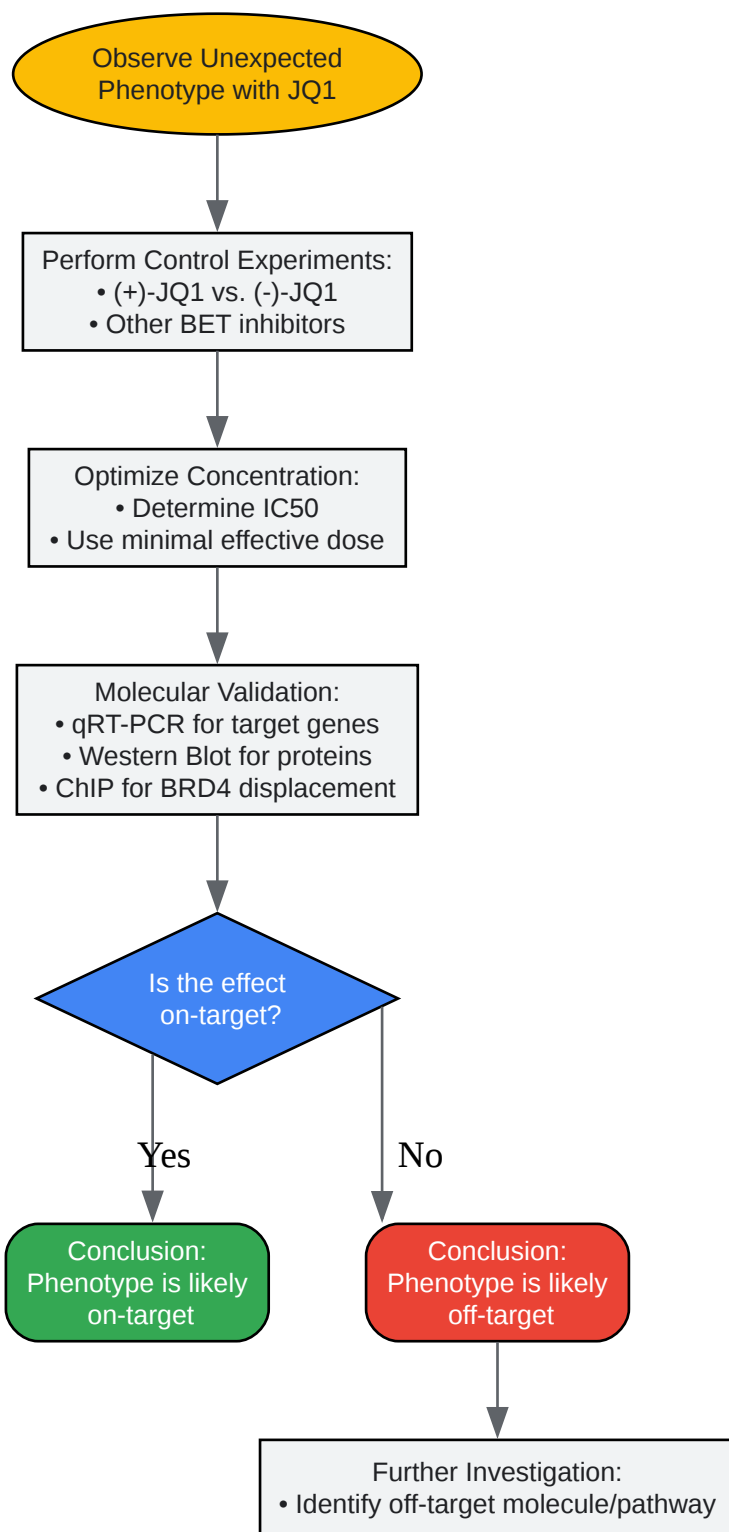 Observe Unexpected
Phenotype with JQ1
Perform Control Experiments:
• (+)-JQ1 vs. (-)-JQ1
• Other BET inhibitors
Optimize Concentration:
• Determine IC50
• Use minimal effective dose
Molecular Validation:
• qRT-PCR for target genes
• Western Blot for proteins
• ChIP for BRD4 displacement
Is the effect
on-target?
Yes
No
Conclusion:
Phenotype is likely
on-target
Conclusion:
Phenotype is likely
off-target
Further Investigation:
• Identify off-target molecule/pathway